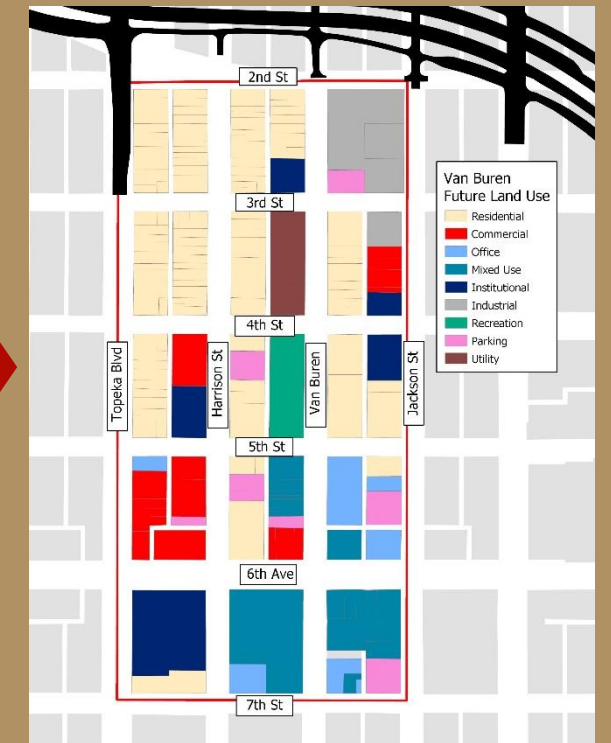 2nd St
3rd St
4th St
5th St
6th Ave
7th St
Topeka Blvd
Harrison St
Van Buren
Jackson St
Van Buren
Future Land Use
Residential
Commercial
Office
Mixed Use
Institutional
Industrial
Recreation
Parking
Utility